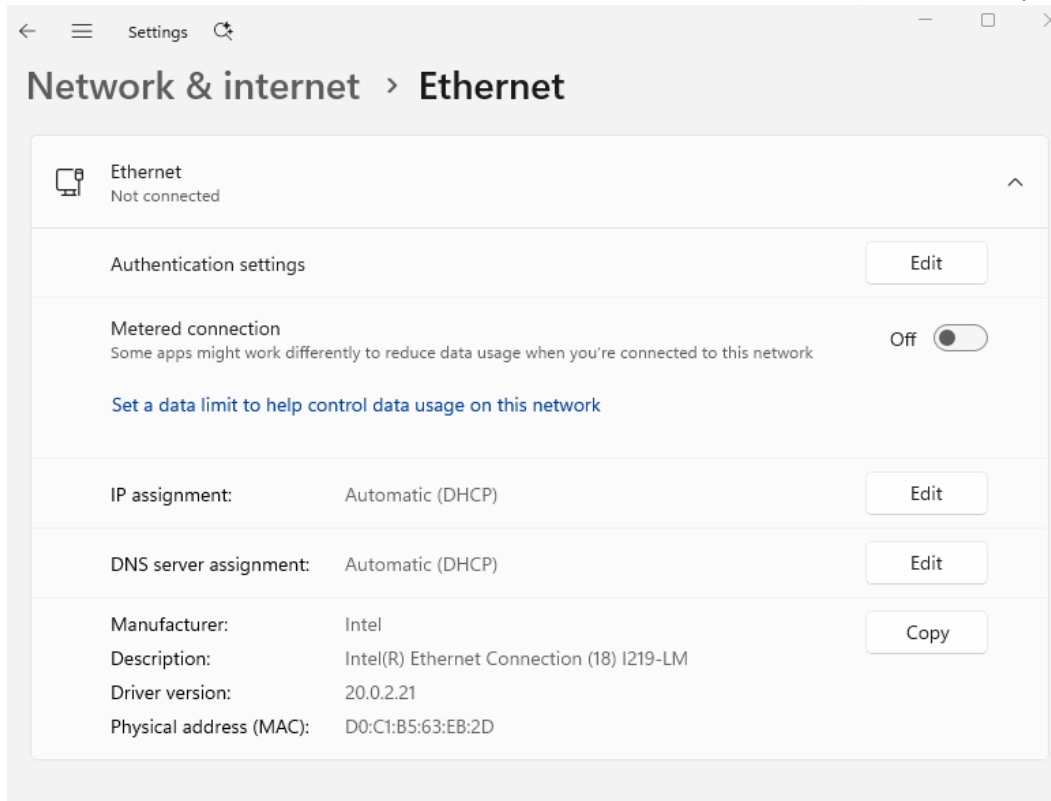 Settings
Network & internet > Ethernet
Ethernet
Not connected
Authentication settings
Edit
Metered connection
Some apps might work differently to reduce data usage when you're connected to this network
Off
Set a data limit to help control data usage on this network
IP assignment: Automatic (DHCP)
Edit
DNS server assignment: Automatic (DHCP)
Edit
Manufacturer: Intel
Copy
Description: Intel(R) Ethernet Connection (18) I219-LM
Driver version: 20.0.2.21
Physical address (MAC): D0:C1:B5:63:EB:2D